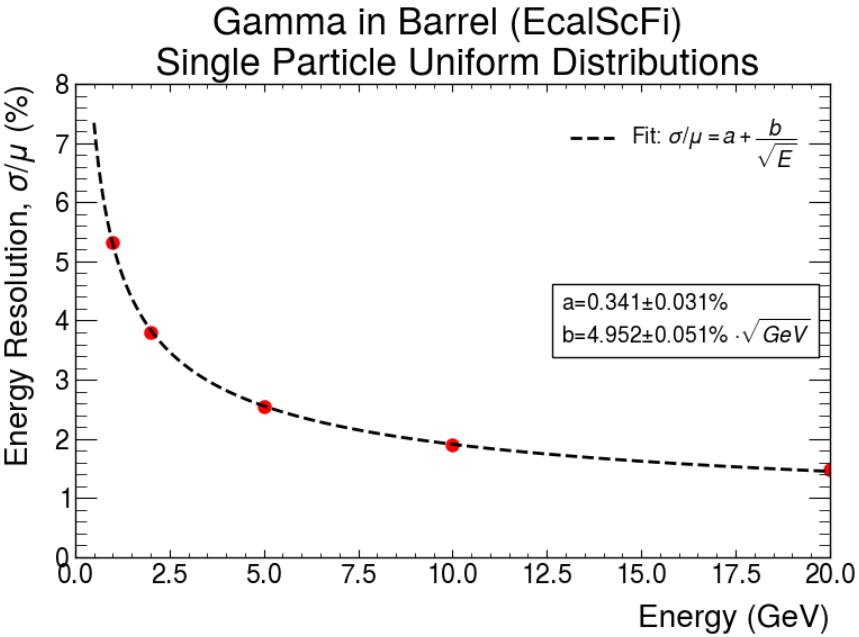 Gamma in Barrel (EcalScFi)
Single Particle Uniform Distributions
Energy Resolution, σ/μ (%)
8
7
6
5
4
3
2
1
0
Fit: σ/μ = a + b/√E
a=0.341±0.031%
b=4.952±0.051% ·√GeV
0.0 2.5 5.0 7.5 10.0 12.5 15.0 17.5 20.0
Energy (GeV)